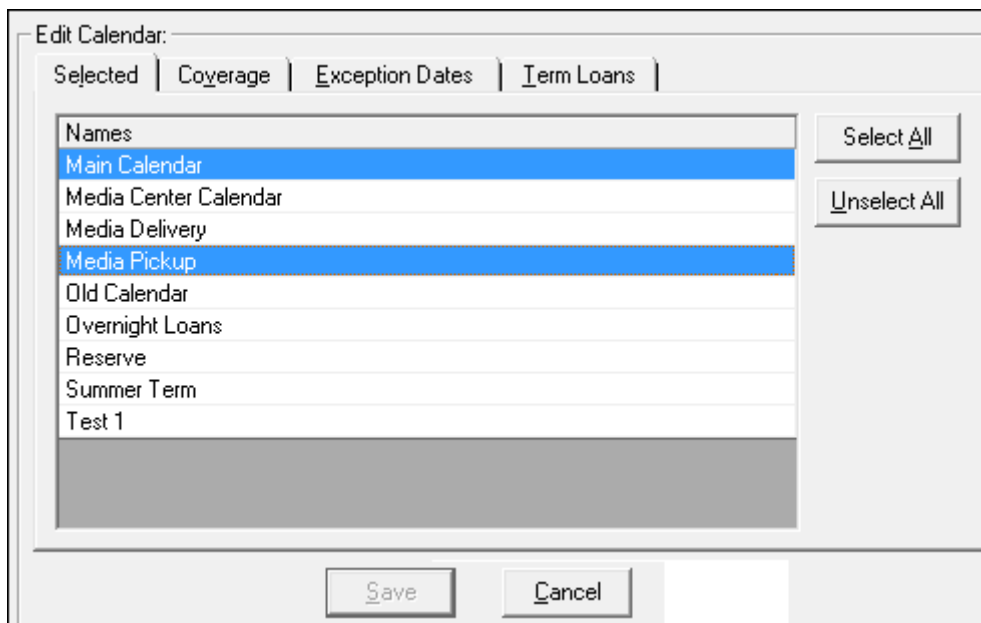 Edit Calendar:
Selected Coverage Exception Dates Term Loans
Names
Main Calendar
Media Center Calendar
Media Delivery
Media Pickup
Old Calendar
Overnight Loans
Reserve
Summer Term
Test 1
Select All
Unselect All
Save Cancel